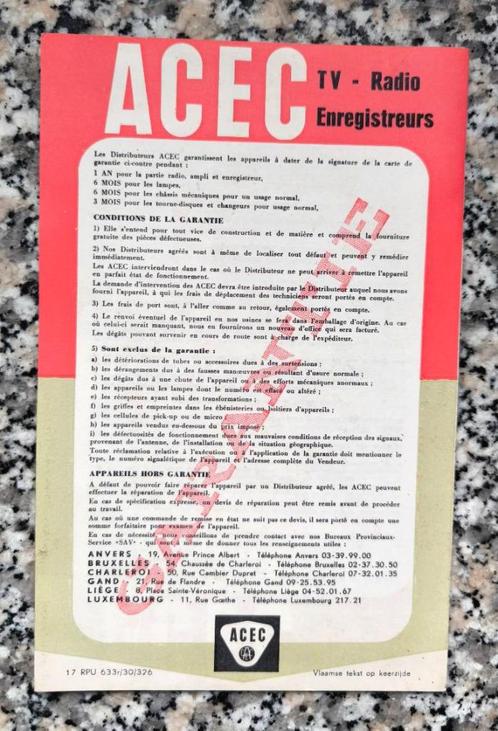 ACEC
TV - Radio
Enregistreurs
Les Distributeurs ACEC garantissent les appareils à dater de la signature de la carte de
garantie ci-contre pendant :
1 AN pour la partie radio, ampli et enregistreur,
6 MOIS pour les lampes,
6 MOIS pour les châssis mécaniques pour un usage normal,
3 MOIS pour les tourne-disques et changeurs pour usage normal,
CONDITIONS DE LA GARANTIE
1) Elle s'entend pour tout vice de construction et de matière et comprend la fourniture
gratuite des pièces défectueuses.
2) Nos Distributeurs agréés sont à même de localiser tout défaut et peuvent y remédier
immédiatement.
Les ACEC interviendront dans le cas où le Distributeur ne peut arriver à remettre l'appareil
en parfait état de fonctionnement.
La demande d'intervention des ACEC devra être introduite par le Distributeur auquel nous avons
fourni l'appareil, à qui les frais de déplacement des techniciens seront portés en compte.
3) Les frais de port sont, à l'aller comme au retour, également portés en compte.
4) Le renvoi éventuel de l'appareil en nos usines se fera dans l'emballage d'origine. Au cas
où celui-ci serait manquant, nous en fournirons un nouveau d'office qui sera facturé.
Les dégâts pouvant survenir en cours de route sont à charge de l'expéditeur.
5) Sont exclus de la garantie :
a) les détériorations de tubes ou accessoires dues à des surtensions ;
b) les dérangements dus à des fausses manœuvres ou résultant d'usure normale ;
c) les dégâts dus à une chute de l'appareil ou à des efforts mécaniques anormaux ;
d) les appareils ou les lampes dont le numéro est effacé ou altéré ;
e) les récepteurs ayant subi des transformations ;
f) les griffes et empreintes dans les ébénisteries ou boîtiers d'appareils ;
g) les cellules de pick-up ou de micro
h) les appareils vendus en-dessous du prix imposé ;
i) les défectuosités de fonctionnement dues aux mauvaises conditions de réception des signaux,
provenant de l'antenne, de l'installation ou de la situation géographique.
Toute réclamation relative à l'exécution ou à l'application de la garantie doit mentionner le
type, le numéro signalétique de l'appareil et l'adresse complète du Vendeur.
APPAREILS HORS GARANTIE
A défaut de pouvoir faire réparer l'appareil par un Distributeur agréé, les ACEC peuvent
effectuer la réparation de l'appareil.
En cas de spécification expresse, un devis de réparation peut être remis avant de procéder
au travail.
Au cas où une commande de remise en état ne suit pas ce devis, il sera porté en compte une
somme forfaitaire pour examen de l'appareil.
En cas de nécessité, conseillons de prendre contact avec nos Bureaux Provinciaux-
Service «SAV» - qui sont à même de donner tous les renseignements utiles :
ANVERS - 19, Avenue Prince Albert - Téléphone Anvers 03-39.99.00
BRUXELLES - 54, Chaussée de Charleroi - Téléphone Bruxelles 02-37.30.50
CHARLEROI - 50, Rue Cambier Dupret - Téléphone Charleroi 07-32.01.35
GAND - 21, Rue de Flandre - Téléphone Gand 09-25.53.95
LIÉGE - 8, Place Sainte-Véronique - Téléphone Liége 04-52.01.67
LUXEMBOURG - 11, Rue Gœthe - Téléphone Luxembourg 217.21
ACEC
17 RPU 633r/30/326
Vlaamse tekst op keerzijde